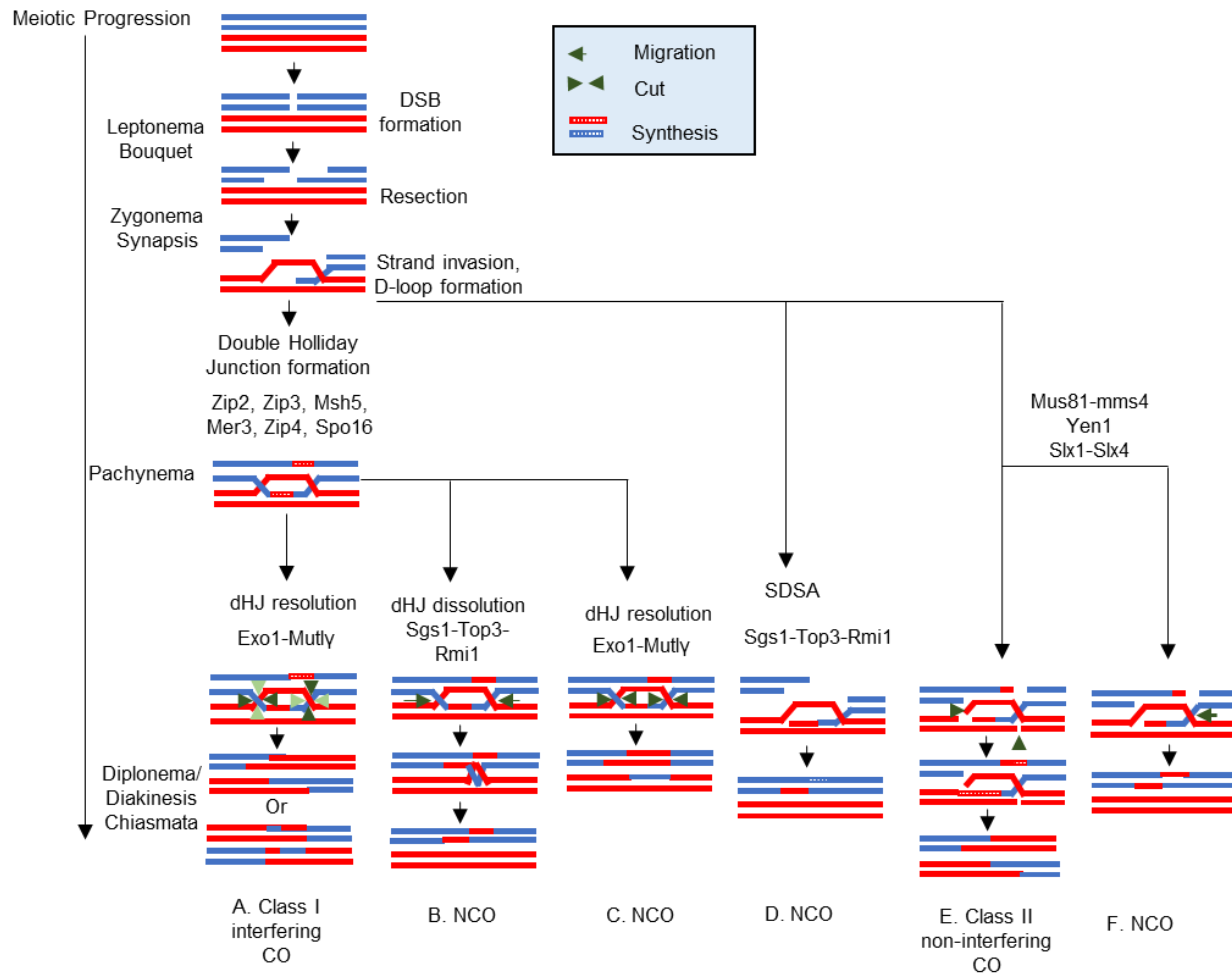 Meiotic Progression
Migration
Cut
Synthesis
DSB
formation
Leptonema
Bouquet
Resection
Zygonema
Synapsis
Strand invasion,
D-loop formation
Double Holliday
Junction formation
Zip2, Zip3, Msh5,
Mer3, Zip4, Spo16
Mus81-mms4
Yen1
Slx1-Slx4
Pachynema
dHJ resolution
Exo1-Mutlγ
dHJ dissolution
Sgs1-Top3-
Rmi1
dHJ resolution
Exo1-Mutlγ
SDSA
Sgs1-Top3-Rmi1
Diplonema/
Diakinesis
Chiasmata
Or
A. Class I
interfering
CO
B. NCO
C. NCO
D. NCO
E. Class II
non-interfering
CO
F. NCO